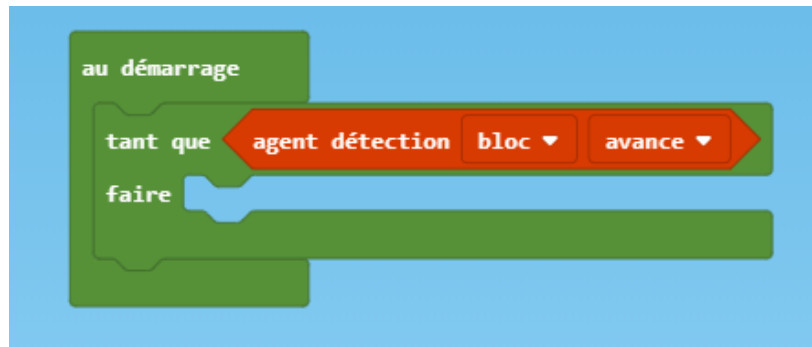 au démarrage
tant que agent détection bloc avance
faire